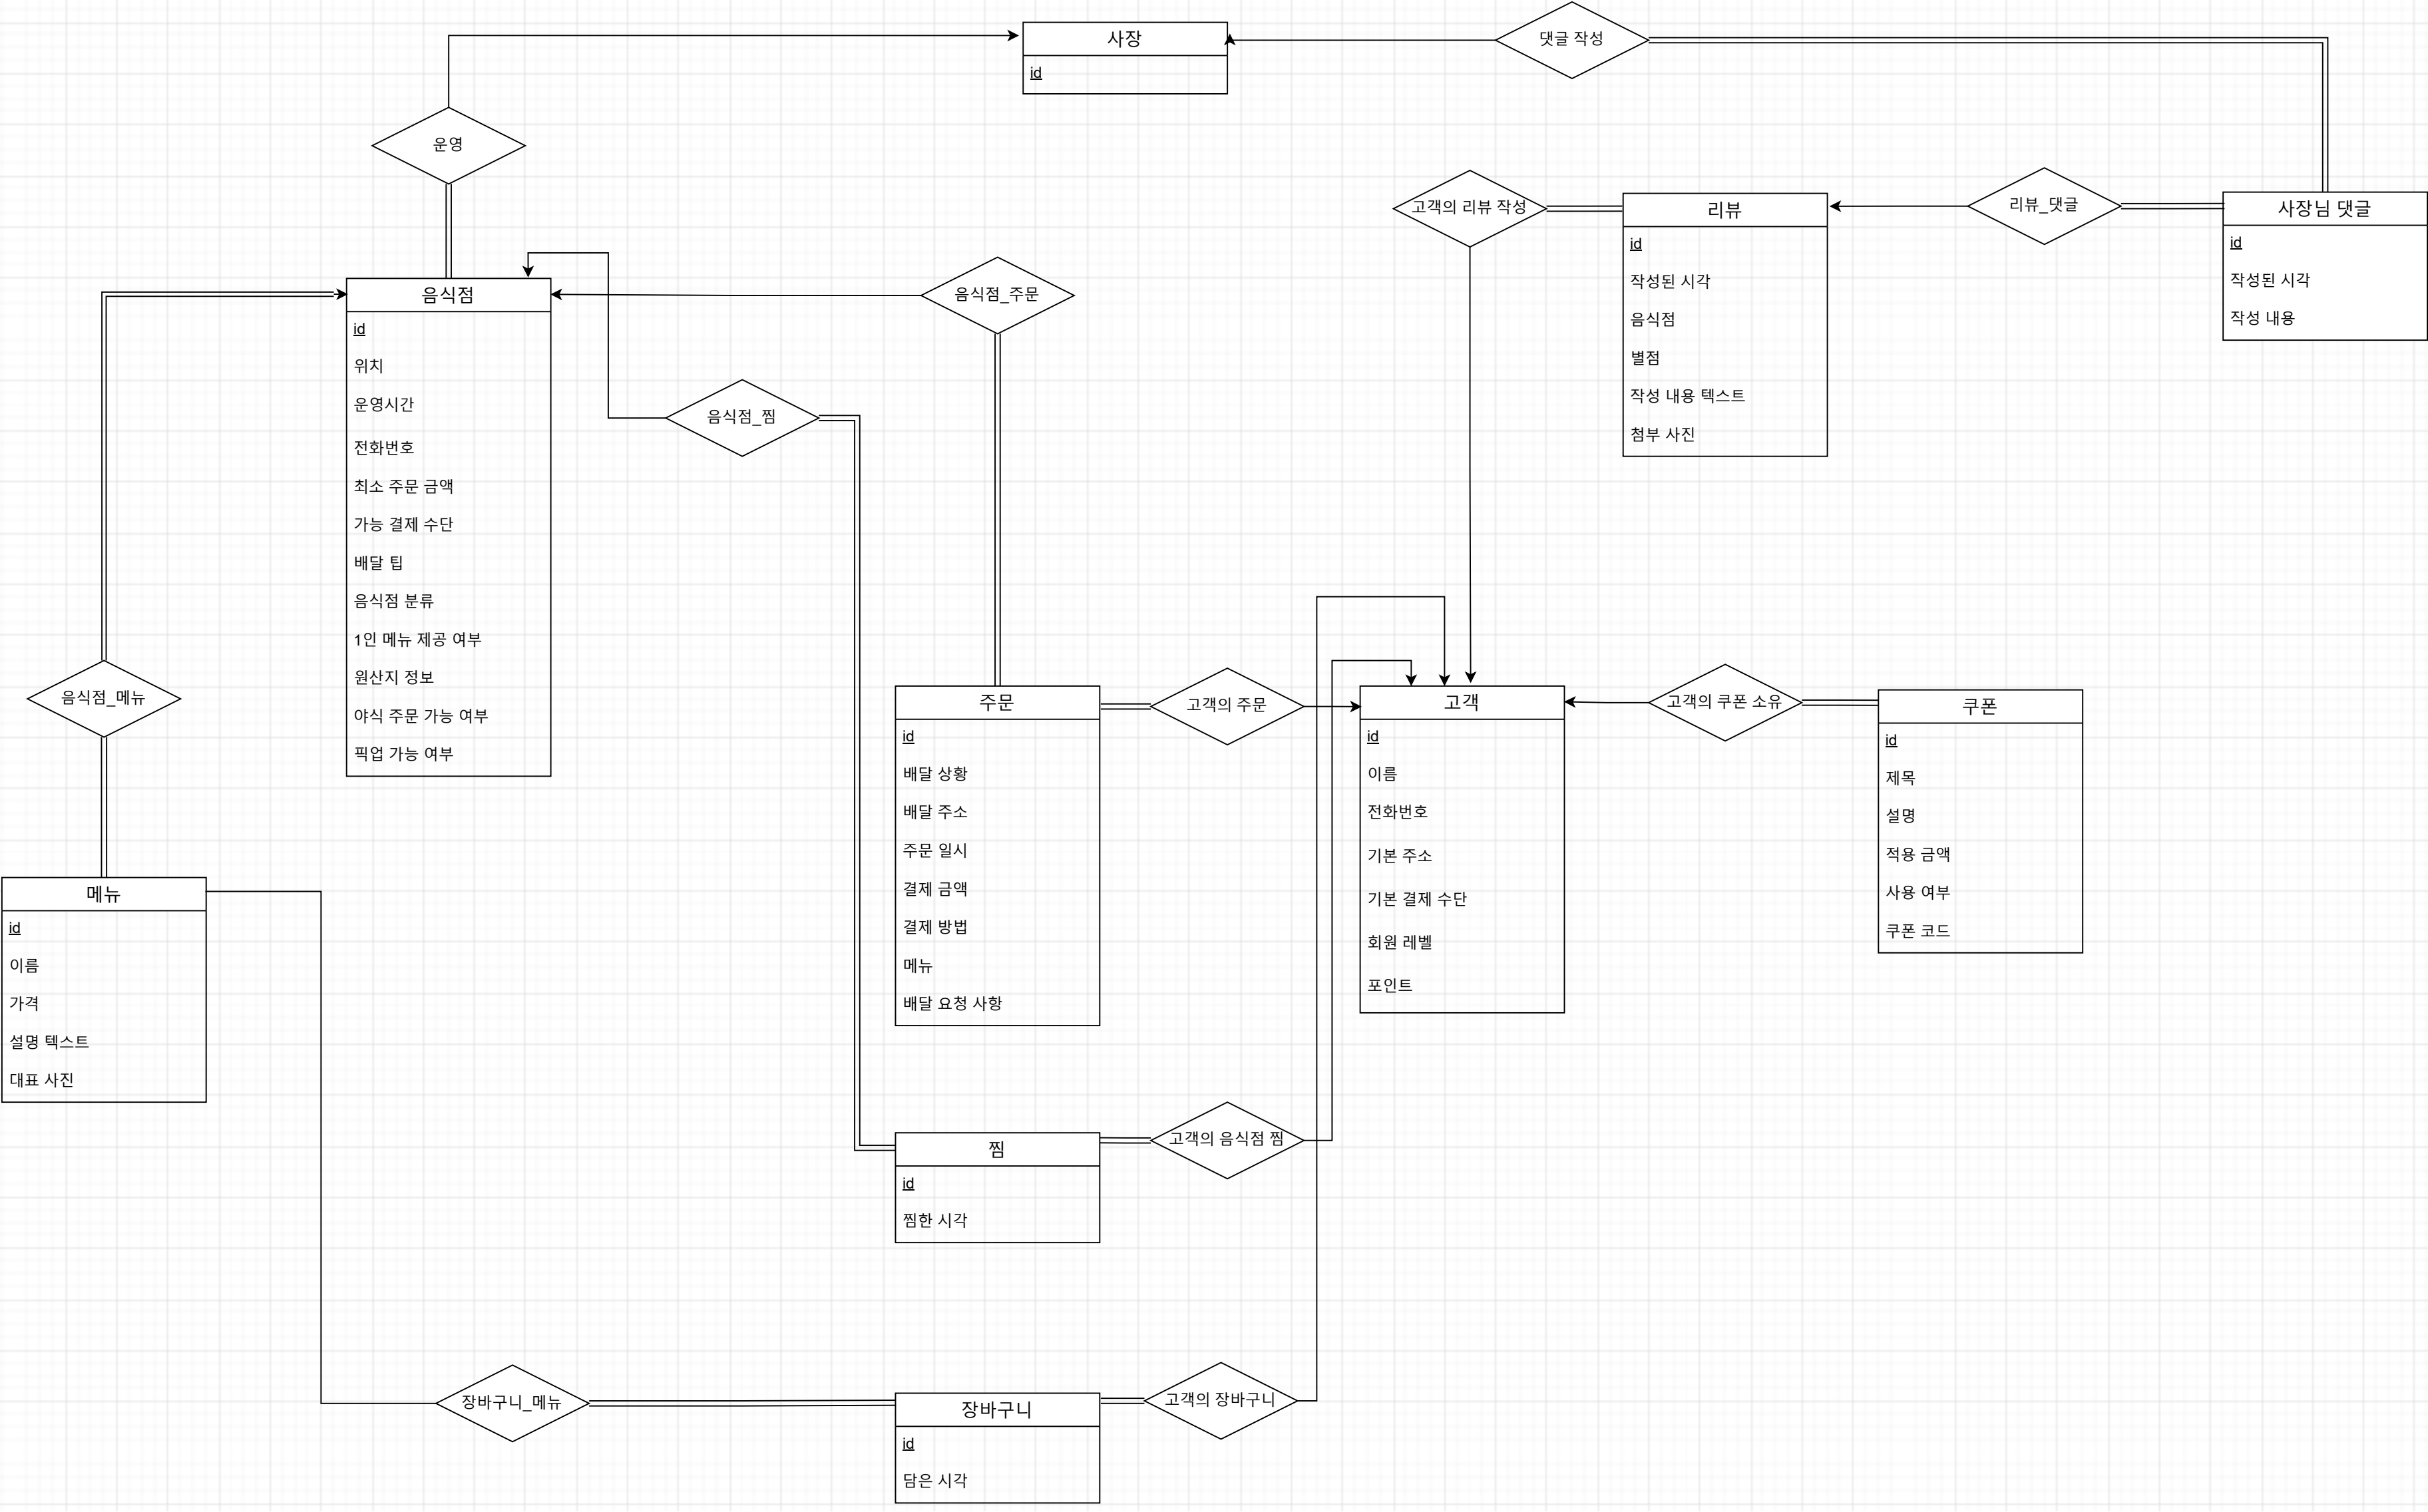 사장
id
댓글 작성
운영
고객의 리뷰 작성
리뷰
id
작성된 시각
음식점
별점
작성 내용 텍스트
첨부 사진
리뷰_댓글
사장님 댓글
id
작성된 시각
작성 내용
음식점
id
위치
운영시간
전화번호
최소 주문 금액
가능 결제 수단
배달 팁
음식점 분류
1인 메뉴 제공 여부
원산지 정보
야식 주문 가능 여부
픽업 가능 여부
음식점_주문
음식점_찜
음식점_메뉴
주문
id
배달 상황
배달 주소
주문 일시
결제 금액
결제 방법
메뉴
배달 요청 사항
고객의 주문
고객
id
이름
전화번호
기본 주소
기본 결제 수단
회원 레벨
포인트
고객의 쿠폰 소유
쿠폰
id
제목
설명
적용 금액
사용 여부
쿠폰 코드
메뉴
id
이름
가격
설명 텍스트
대표 사진
찜
id
찜한 시각
고객의 음식점 찜
장바구니_메뉴
장바구니
id
담은 시각
고객의 장바구니